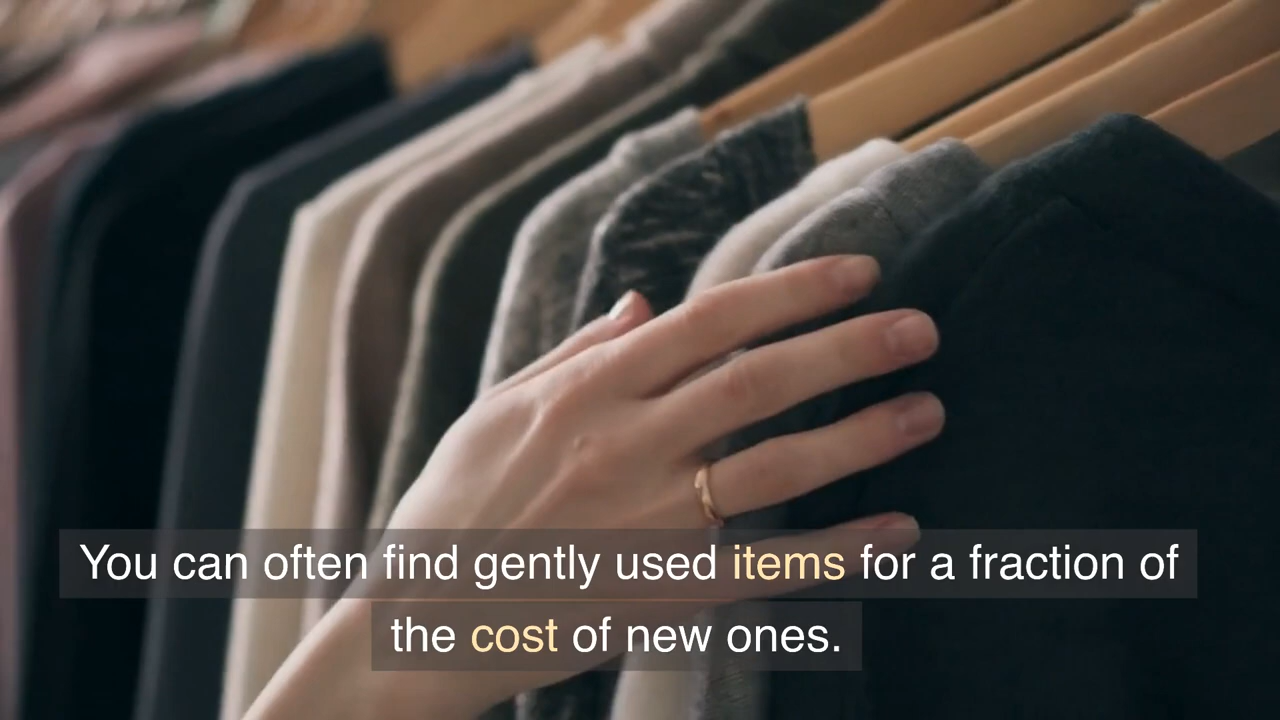 You can often find gently used items for a fraction of
the cost of new ones.